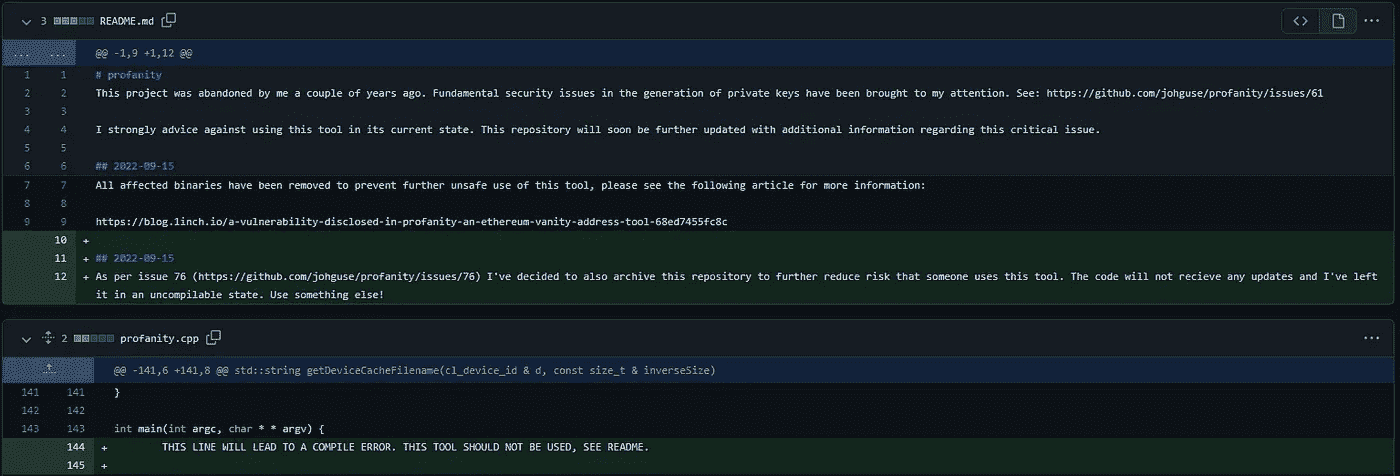 3 README.md
... ... @@ -1,9 +1,12 @@
1 1 # profanity
2 2 This project was abandoned by me a couple of years ago. Fundamental security issues in the generation of private keys have been brought to my attention. See: https://github.com/johguse/profanity/issues/61
3 3
4 4 I strongly advice against using this tool in its current state. This repository will soon be further updated with additional information regarding this critical issue.
5 5
6 6 ## 2022-09-15
7 7 All affected binaries have been removed to prevent further unsafe use of this tool, please see the following article for more information:
8 8
9 9 https://blog.1inch.io/a-vulnerability-disclosed-in-profanity-an-ethereum-vanity-address-tool-68ed7455fc8c
10 +
11 + ## 2022-09-15
12 + As per issue 76 (https://github.com/johguse/profanity/issues/76) I've decided to also archive this repository to further reduce risk that someone uses this tool. The code will not recieve any updates and I've left
it in an uncompilable state. Use something else!
2 profanity.cpp
@@ -141,6 +141,8 @@ std::string getDeviceCacheFilename(cl_device_id & d, const size_t & inverseSize)
141 141 }
142 142
143 143 int main(int argc, char * * argv) {
144 + THIS LINE WILL LEAD TO A COMPILE ERROR. THIS TOOL SHOULD NOT BE USED, SEE README.
145 +